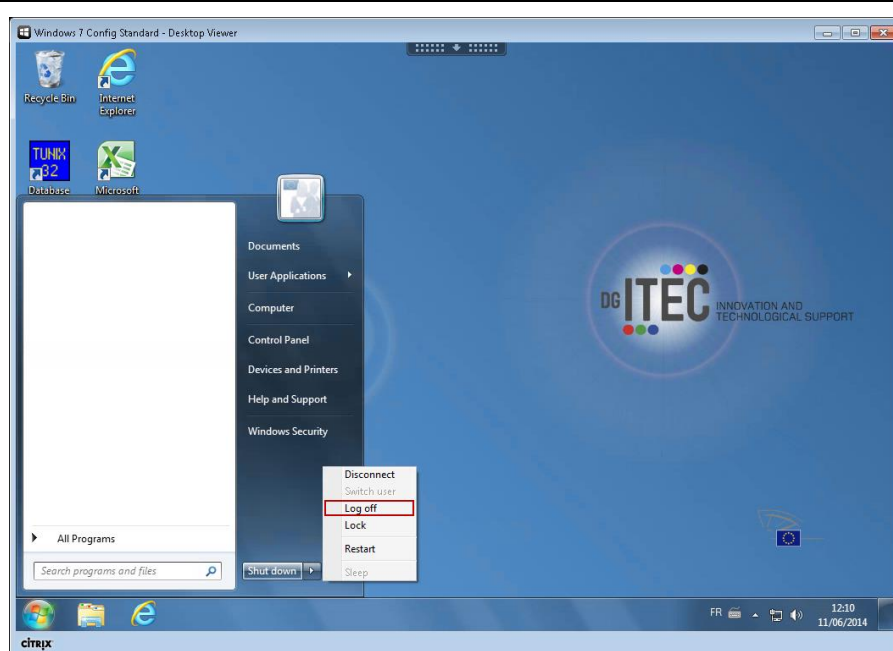 Windows 7 Config Standard - Desktop Viewer
Recycle Bin
Internet
Explorer
TUNIX
32
Database
Microsoft
Documents
User Applications
Computer
Control Panel
Devices and Printers
Help and Support
Windows Security
Disconnect
Switch user
Log off
Lock
Restart
Sleep
All Programs
Search programs and files
Shut down
DG ITEC
INNOVATION AND
TECHNOLOGICAL SUPPORT
FR
12:10
11/06/2014
CITRIX